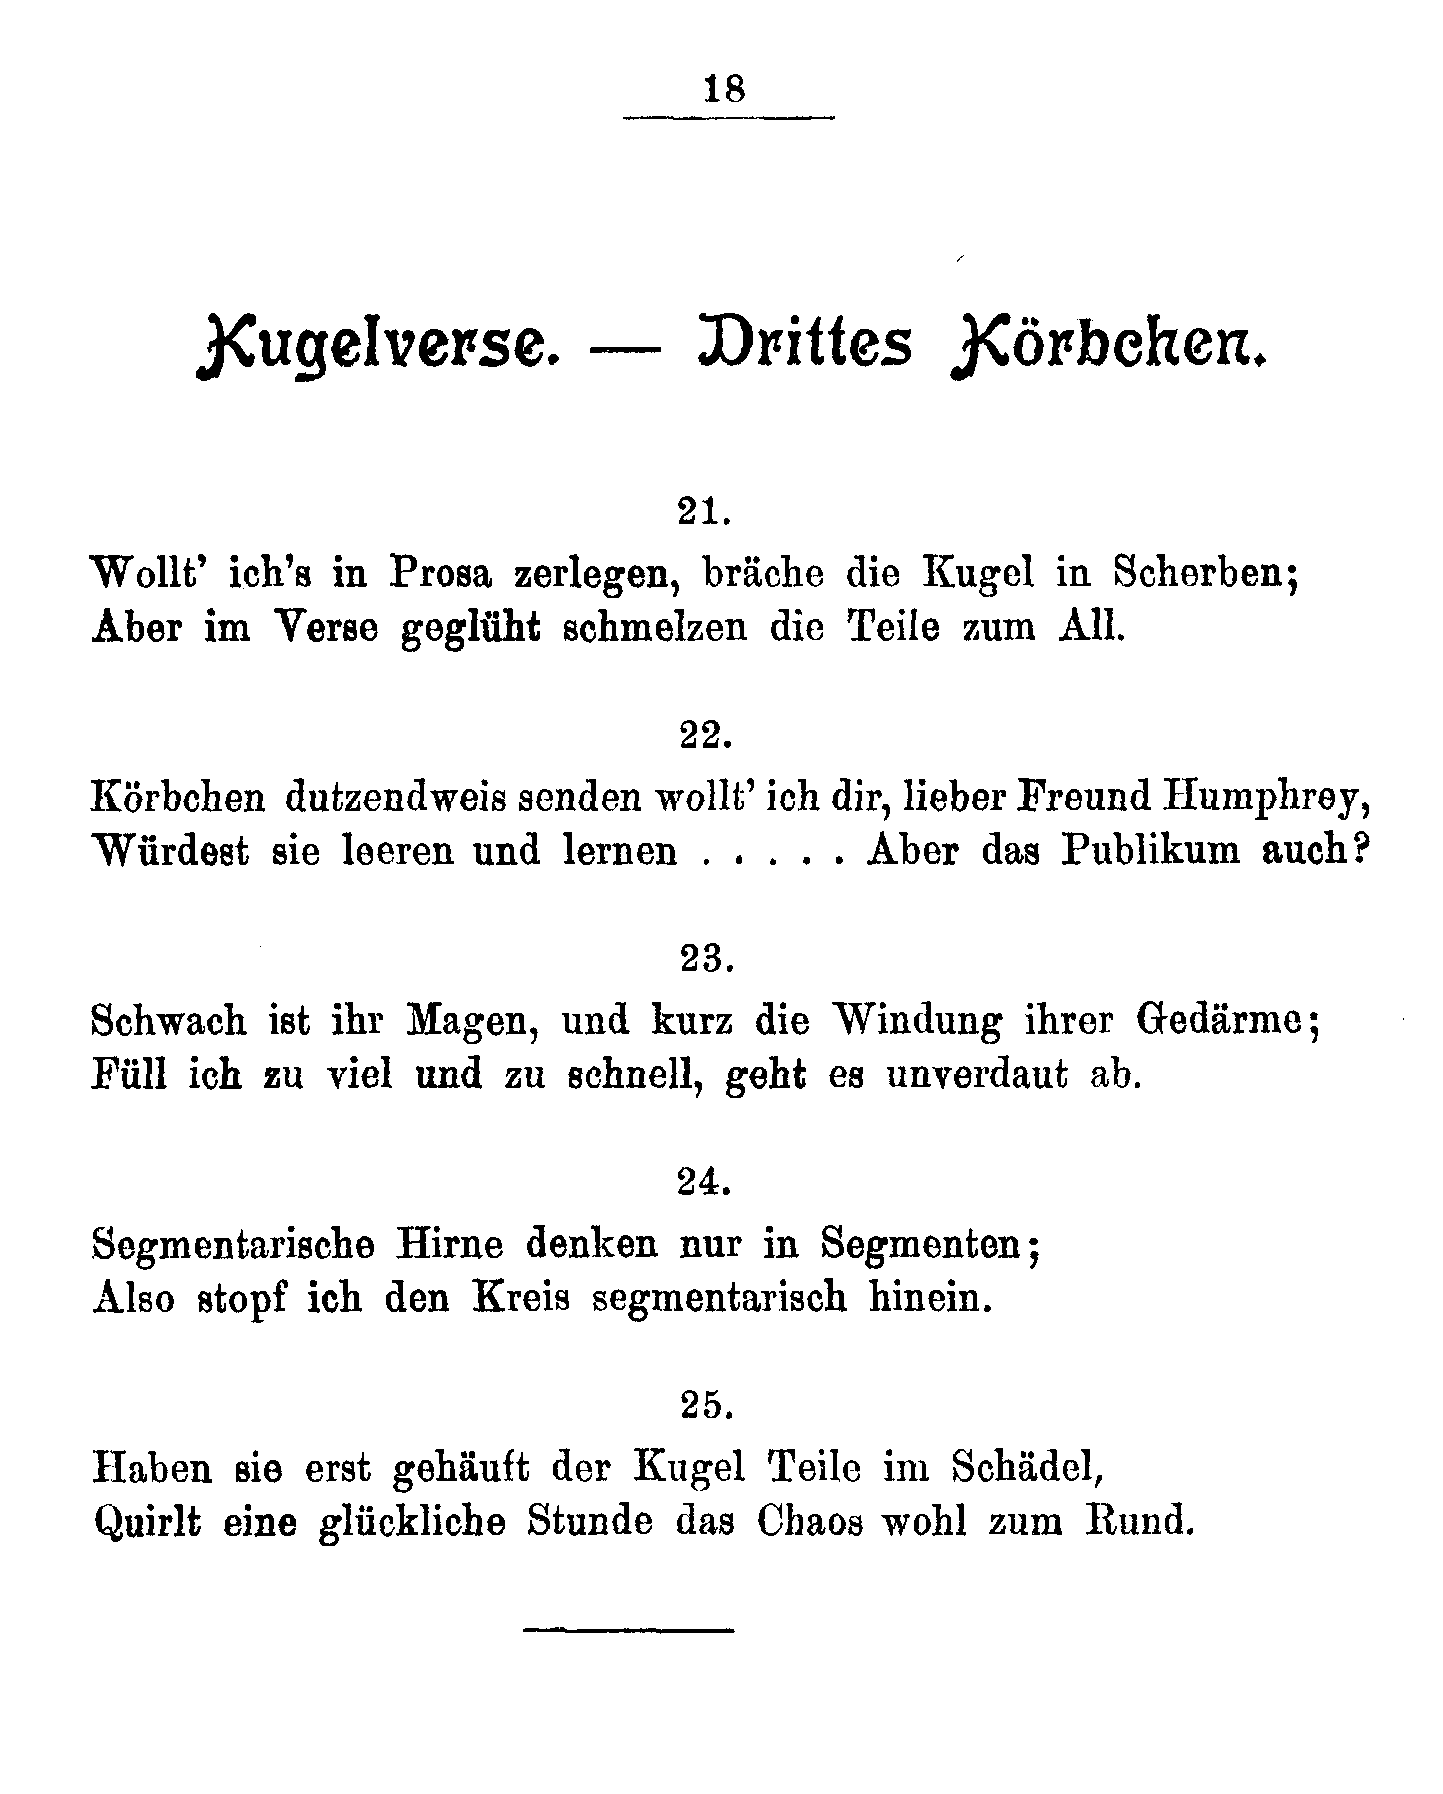 18
Kugelverse. — Drittes Körbchen.
21.
Wollt' ich's in Prosa zerlegen, bräche die Kugel in Scherben;
Aber im Verse geglüht schmelzen die Teile zum All.
22.
Körbchen dutzendweis senden wollt' ich dir, lieber Freund Humphrey,
Würdest sie leeren und lernen . . . . . Aber das Publikum auch?
23.
Schwach ist ihr Magen, und kurz die Windung ihrer Gedärme;
Füll ich zu viel und zu schnell, geht es unverdaut ab.
24.
Segmentarische Hirne denken nur in Segmenten;
Also stopf ich den Kreis segmentarisch hinein.
25.
Haben sie erst gehäuft der Kugel Teile im Schädel,
Quirlt eine glückliche Stunde das Chaos wohl zum Rund.